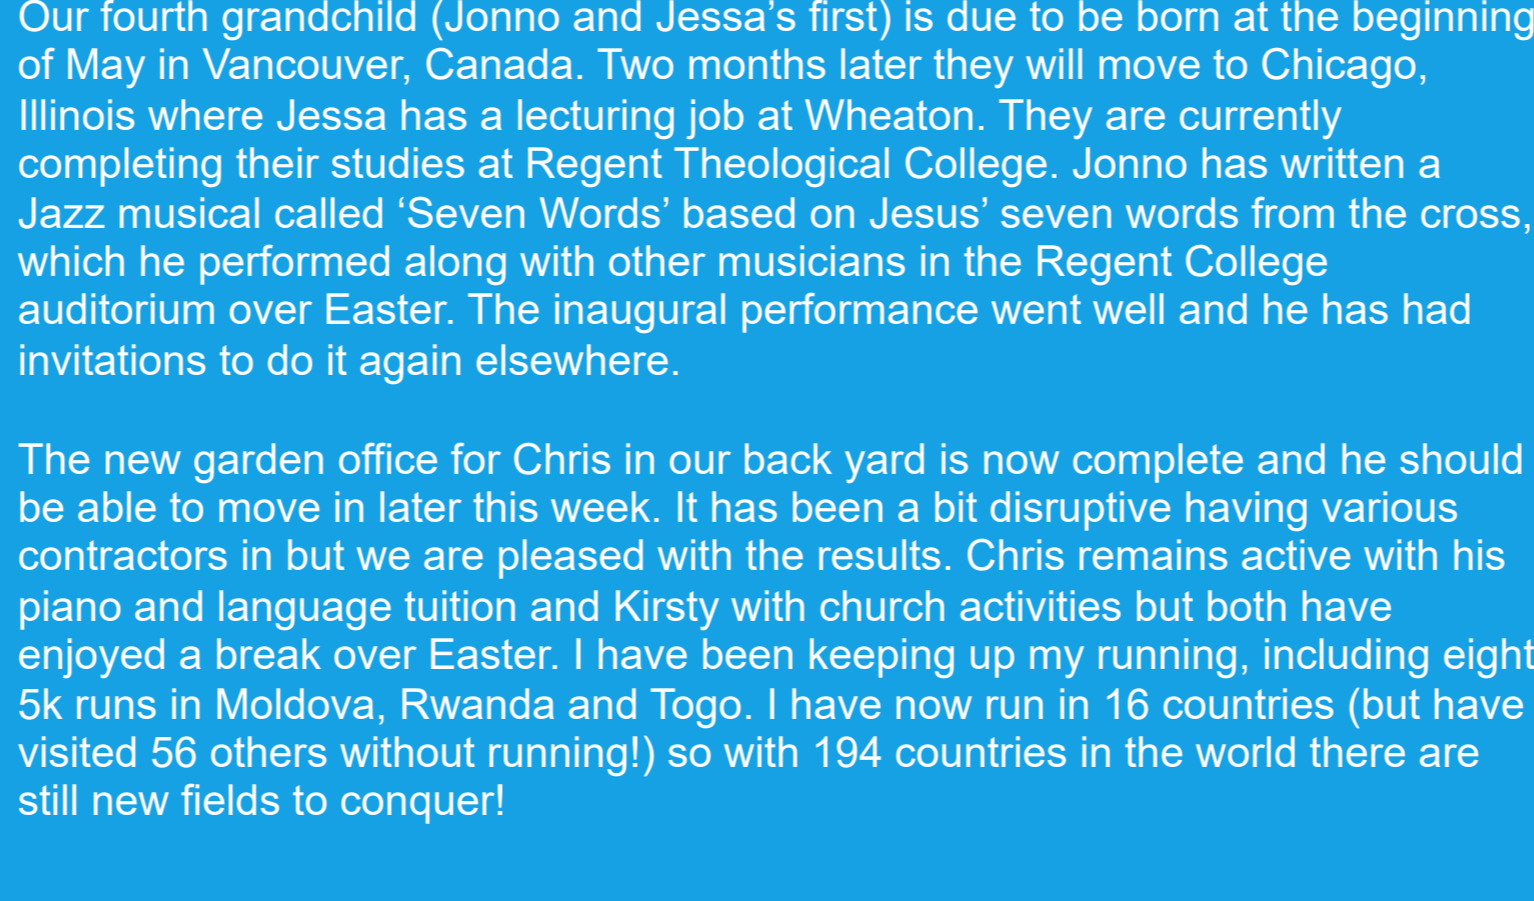 Our fourth grandchild (Jonno and Jessa’s first) is due to be born at the beginning
of May in Vancouver, Canada. Two months later they will move to Chicago,
Illinois where Jessa has a lecturing job at Wheaton. They are currently
completing their studies at Regent Theological College. Jonno has written a
Jazz musical called ‘Seven Words’ based on Jesus’ seven words from the cross,
which he performed along with other musicians in the Regent College
auditorium over Easter. The inaugural performance went well and he has had
invitations to do it again elsewhere.

The new garden office for Chris in our back yard is now complete and he should
be able to move in later this week. It has been a bit disruptive having various
contractors in but we are pleased with the results. Chris remains active with his
piano and language tuition and Kirsty with church activities but both have
enjoyed a break over Easter. I have been keeping up my running, including eight
5k runs in Moldova, Rwanda and Togo. I have now run in 16 countries (but have
visited 56 others without running!) so with 194 countries in the world there are
still new fields to conquer!